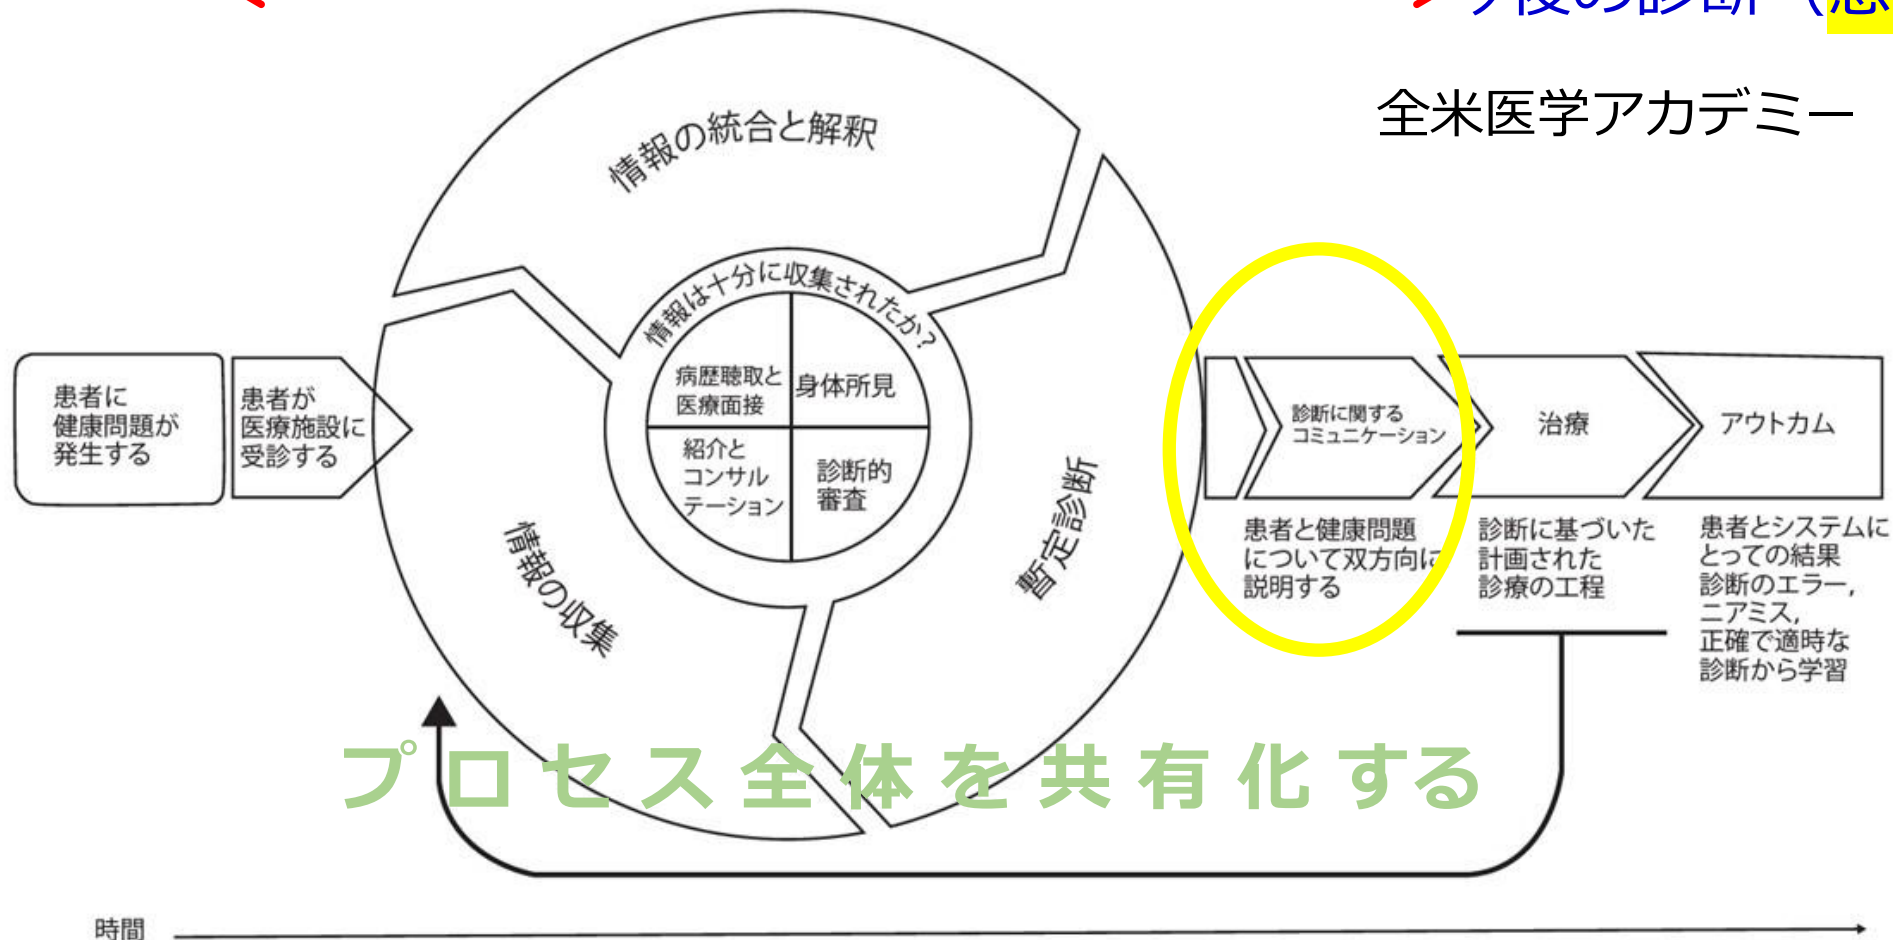 今後の診断（患
全米医学アカデミー
情報の統合と解釈
情報は十分に収集されたか？
病歴聴取と
医療面接
身体所見
紹介と
コンサル
テーション
診断的
審査
情報の収集
暫定診断
患者に
健康問題が
発生する
患者が
医療施設に
受診する
診断に関する
コミュニケーション
治療
アウトカム
患者と健康問題
について双方向に
説明する
診断に基づいた
計画された
診療の工程
患者とシステムに
とっての結果
診断のエラー，
ニアミス，
正確で適時な
診断から学習
プロセス全体を共有化する
時間